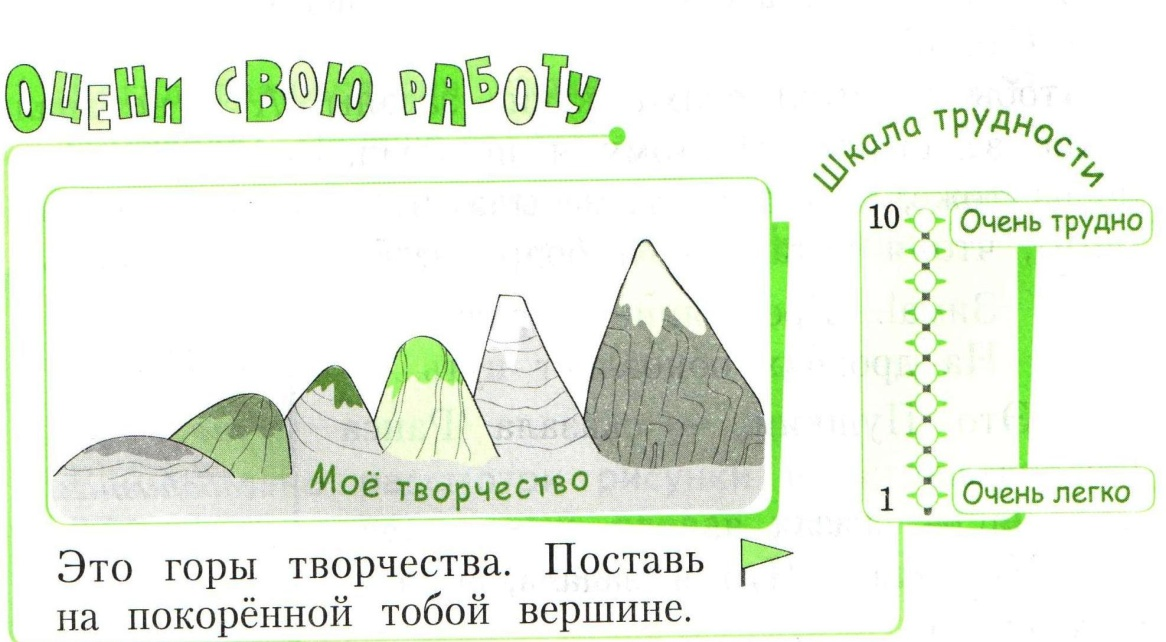 Оцени свою работу
Шкала трудности
10 Очень трудно
1 Очень легко
Моё творчество
Это горы творчества. Поставь
на покорённой тобой вершине.